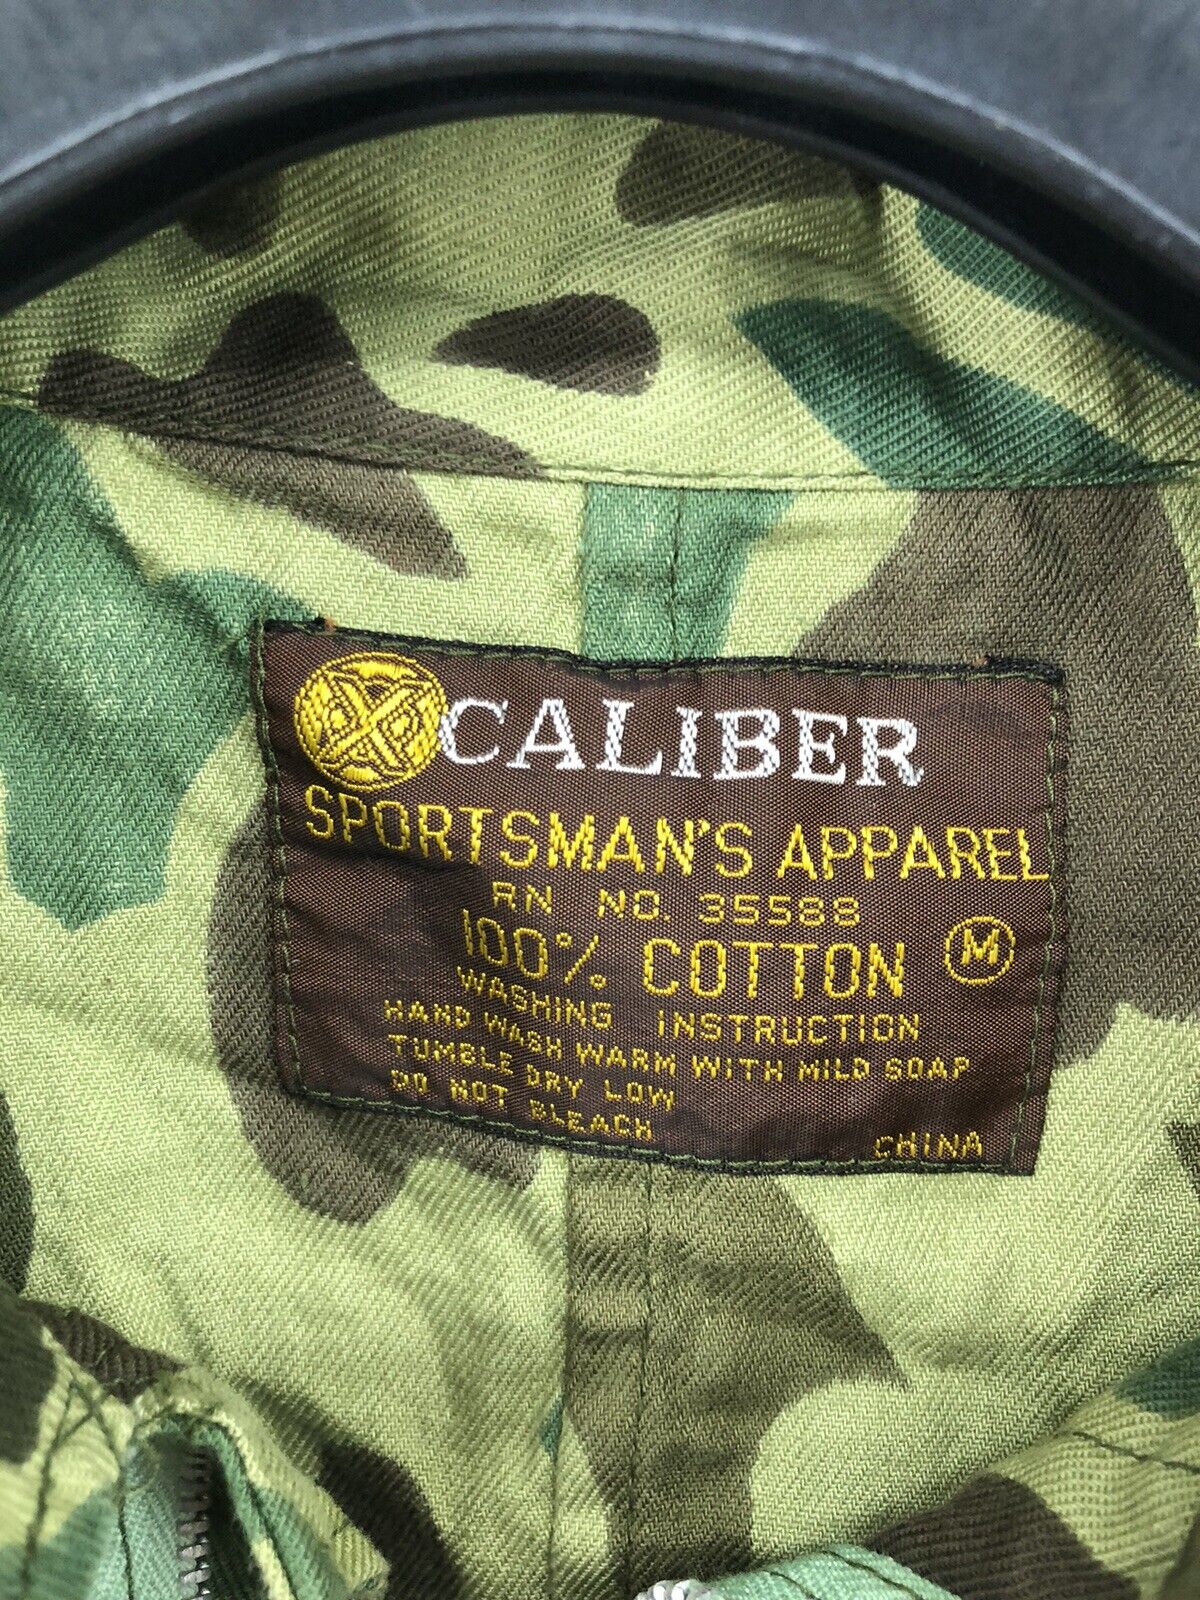 X CALIBER
SPORTSMAN'S APPAREL
RN NO. 35588
100% COTTON M
WASHING INSTRUCTION
HAND WASH WARM WITH MILD SOAP
TUMBLE DRY LOW
DO NOT BLEACH
CHINA